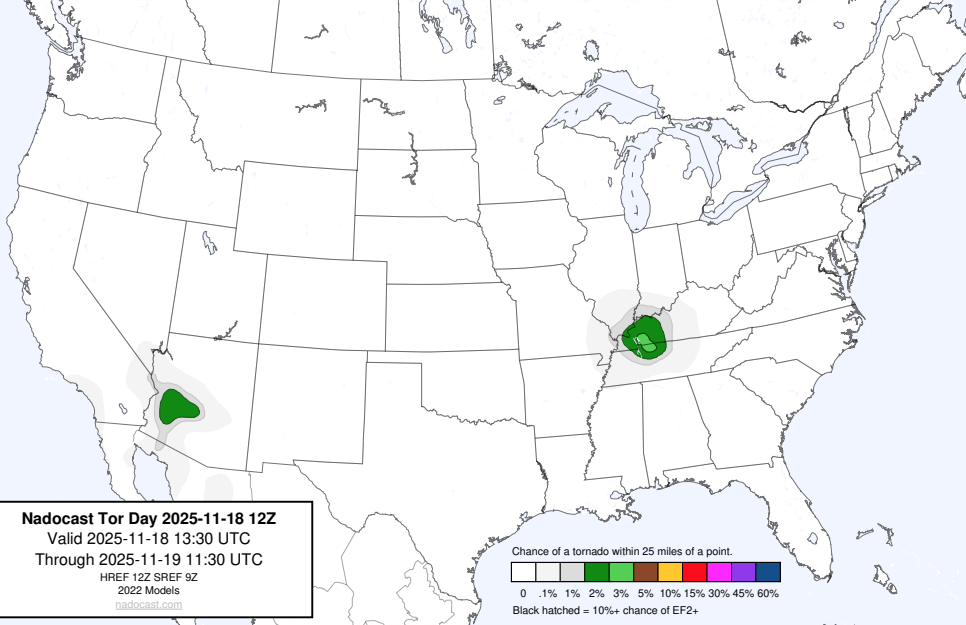 Nadocast Tor Day 2025-11-18 12Z
Valid 2025-11-18 13:30 UTC
Through 2025-11-19 11:30 UTC
HREF 12Z SREF 9Z
2022 Models
nadocast.com
Chance of a tornado within 25 miles of a point.
0 .1% 1% 2% 3% 5% 10% 15% 30% 45% 60%
Black hatched = 10%+ chance of EF2+